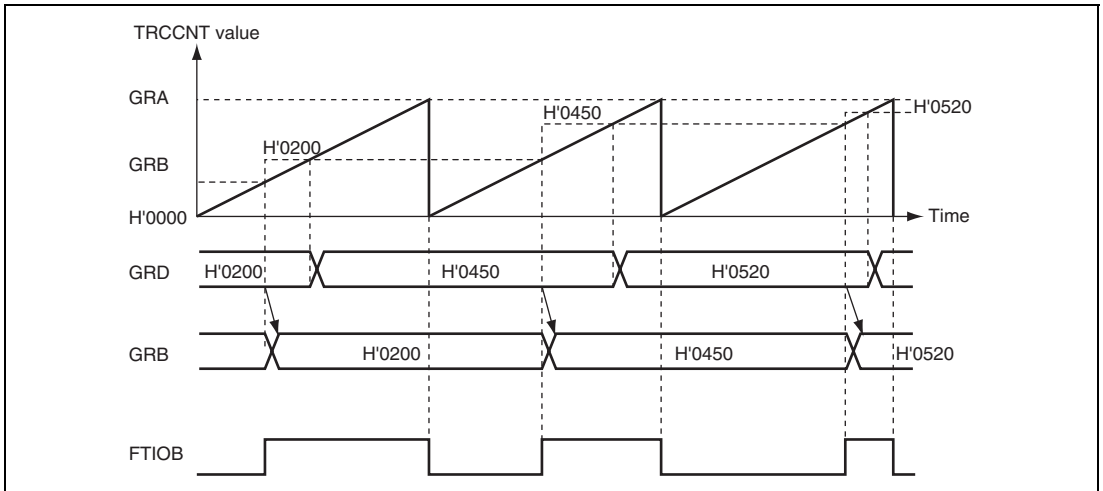 TRCCNT value
GRA
H'0450
H'0520
H'0200
GRB
H'0000
Time
GRD
H'0200
H'0450
H'0520
GRB
H'0200
H'0450
H'0520
FTIOB